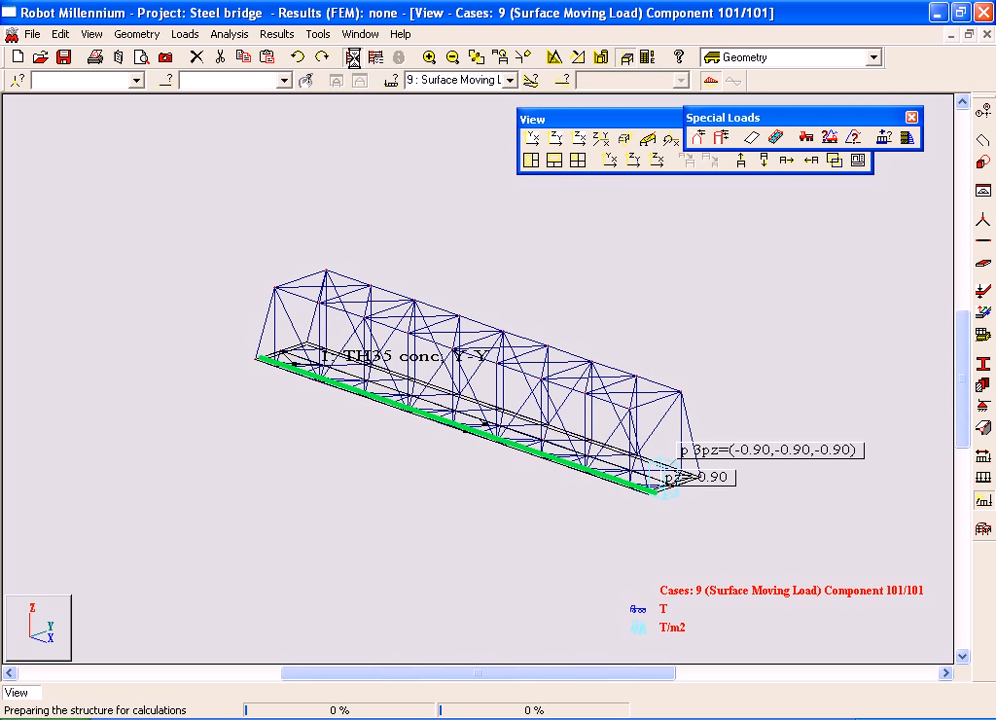 Robot Millennium - Project: Steel bridge - Results (FEM): none - [View - Cases: 9 (Surface Moving Load) Component 101/101]
File Edit View Geometry Loads Analysis Results Tools Window Help
Geometry
9 : Surface Moving L
View
Special Loads
1: TH35 conc. Y-Y
p 3pz=(-0.90,-0.90,-0.90)
pz=-0.90
Cases: 9 (Surface Moving Load) Component 101/101
T
T/m2
Z
Y
X
View
Preparing the structure for calculations 0 % 0 %